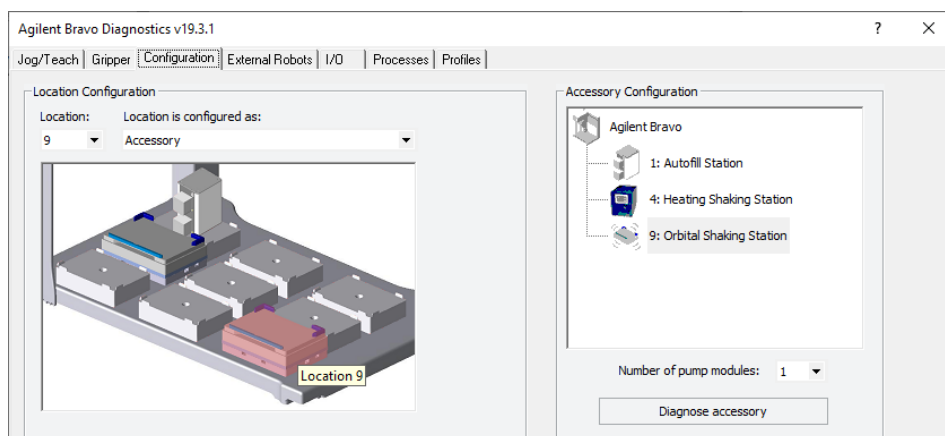 Agilent Bravo Diagnostics v19.3.1
?
Jog/Teach Gripper Configuration External Robots I/O Processes Profiles
Location Configuration
Location: Location is configured as:
9 Accessory
Location 9
Accessory Configuration
Agilent Bravo
1: Autofill Station
4: Heating Shaking Station
9: Orbital Shaking Station
Number of pump modules: 1
Diagnose accessory